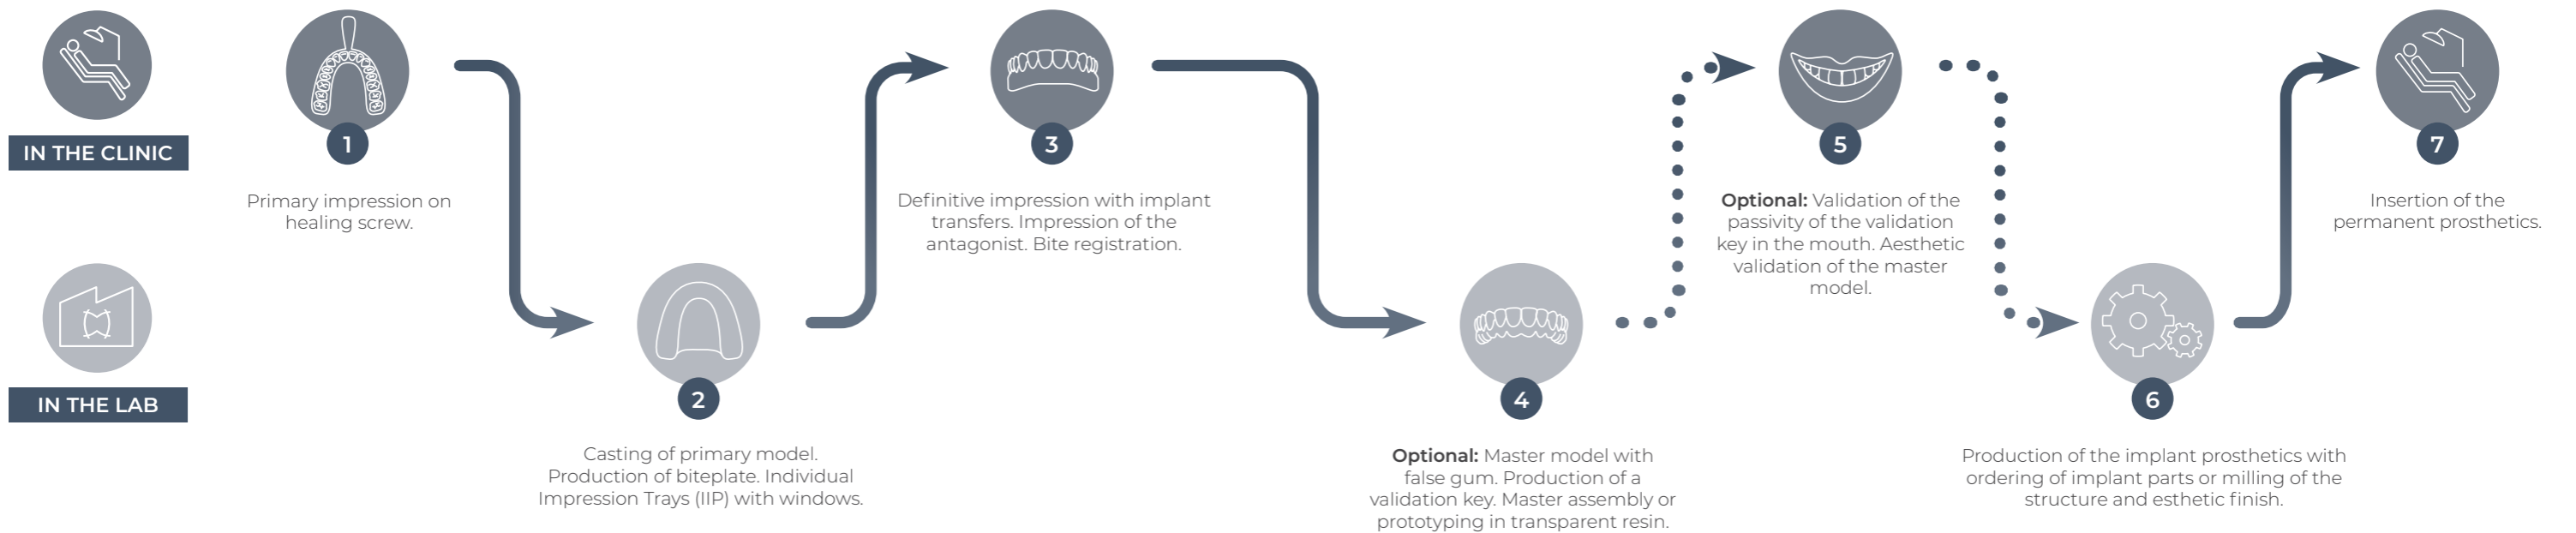 IN THE CLINIC
1
Primary impression on
healing screw.
3
Definitive impression with implant
transfers. Impression of the
antagonist. Bite registration.
5
Optional: Validation of the
passivity of the validation
key in the mouth. Aesthetic
validation of the master
model.
7
Insertion of the
permanent prosthetics.
IN THE LAB
2
Casting of primary model.
Production of biteplate. Individual
Impression Trays (IIP) with windows.
4
Optional: Master model with
false gum. Production of a
validation key. Master assembly or
prototyping in transparent resin.
6
Production of the implant prosthetics with
ordering of implant parts or milling of the
structure and esthetic finish.